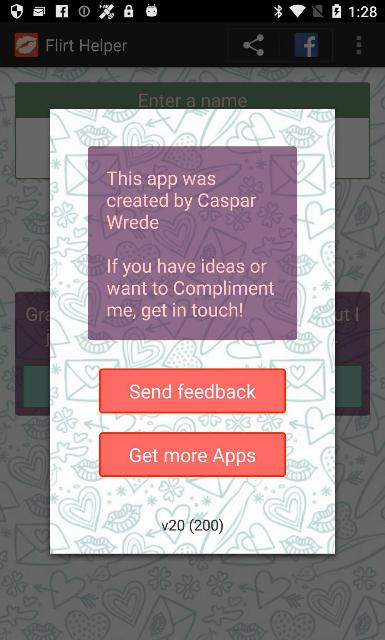 1:28
Flirt Helper
Enter a name
This app was
created by Caspar
Wrede
If you have ideas or
want to Compliment
me, get in touch!
Send feedback
Get more Apps
v20 (200)